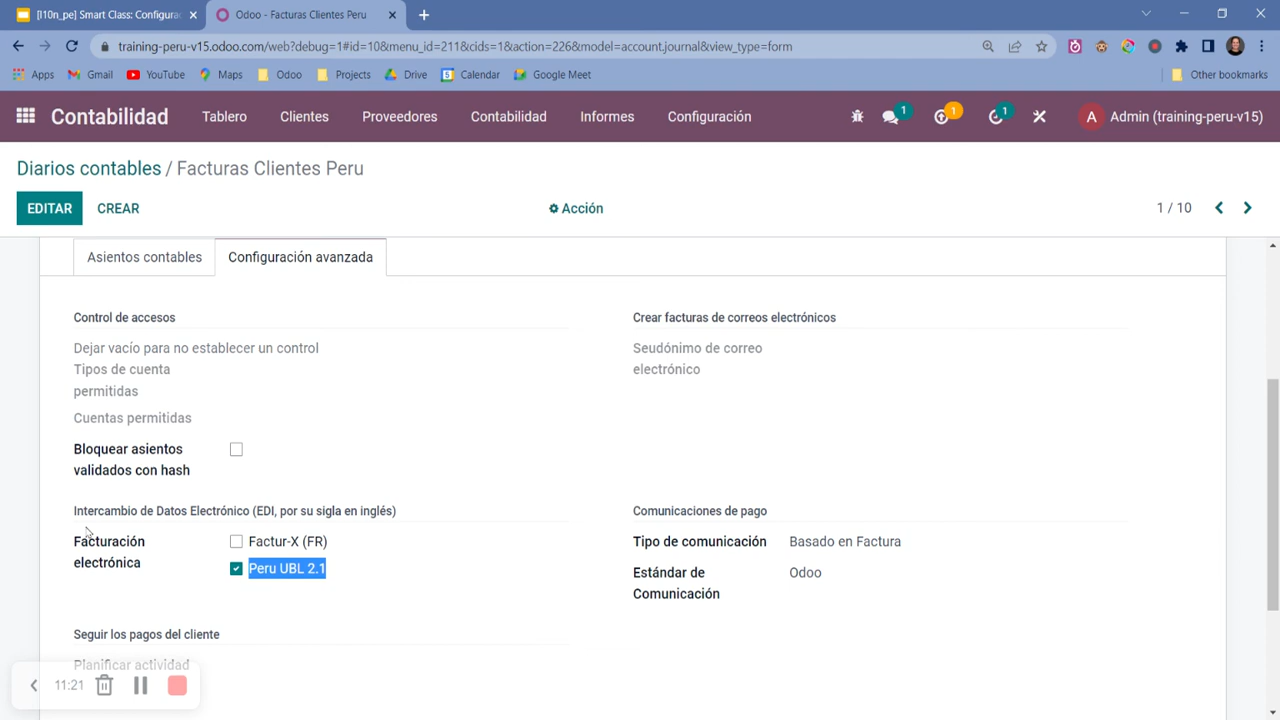 [l10n_pe] Smart Class: Configura
Odoo - Facturas Clientes Peru
training-peru-v15.odoo.com/web?debug=1#id=10&menu_id=211&cids=1&action=226&model=account.journal&view_type=form
Apps
Gmail
YouTube
Maps
Odoo
Projects
Drive
Calendar
Google Meet
Other bookmarks
Contabilidad
Tablero
Clientes
Proveedores
Contabilidad
Informes
Configuración
1
1
1
A
Admin (training-peru-v15)
Diarios contables / Facturas Clientes Peru
EDITAR
CREAR
Acción
1 / 10
Asientos contables
Configuración avanzada
Control de accesos
Dejar vacío para no establecer un control
Tipos de cuenta
permitidas
Cuentas permitidas
Bloquear asientos
validados con hash
Crear facturas de correos electrónicos
Seudónimo de correo
electrónico
Intercambio de Datos Electrónico (EDI, por su sigla en inglés)
Facturación
electrónica
Factur-X (FR)
Peru UBL 2.1
Comunicaciones de pago
Tipo de comunicación
Basado en Factura
Estándar de
Comunicación
Odoo
Seguir los pagos del cliente
Planificar actividad
11:21